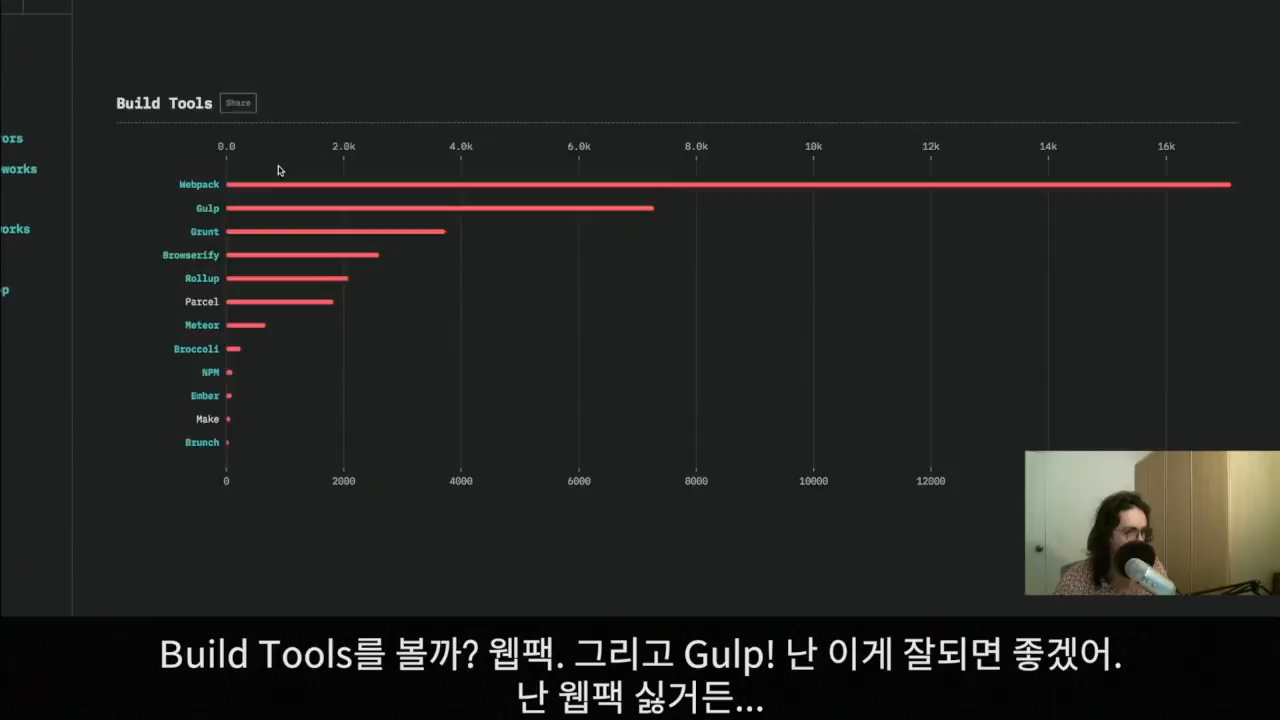 Build Tools Share
0.0 2.0k 4.0k 6.0k 8.0k 10k 12k 14k 16k
ors
works
orks
p
Webpack
Gulp
Grunt
Browserify
Rollup
Parcel
Meteor
Broccoli
NPM
Ember
Make
Brunch
0 2000 4000 6000 8000 10000 12000
Build Tools를 볼까? 웹팩. 그리고 Gulp! 난 이게 잘되면 좋겠어.
난 웹팩 싫거든...